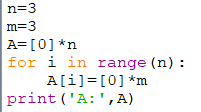 n=3
m=3
A=[0]*n
for i in range(n):
    A[i]=[0]*m
print('A:',A)